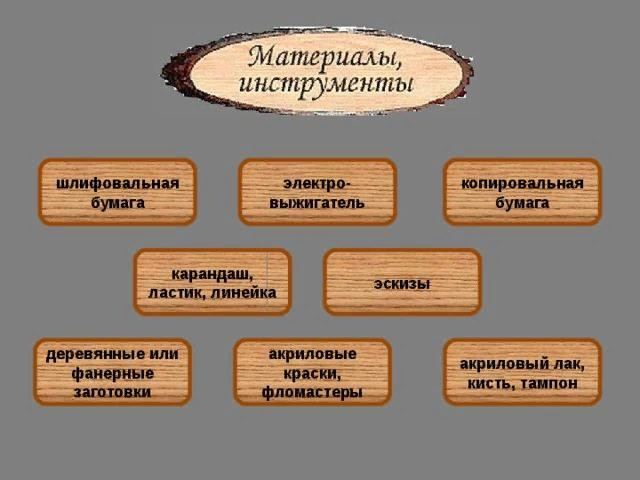 Материалы,
инструменты
шлифовальная
бумага
электро-
выжигатель
копировальная
бумага
карандаш,
ластик, линейка
эскизы
деревянные или
фанерные
заготовки
акриловые
краски,
фломастеры
акриловый лак,
кисть, тампон